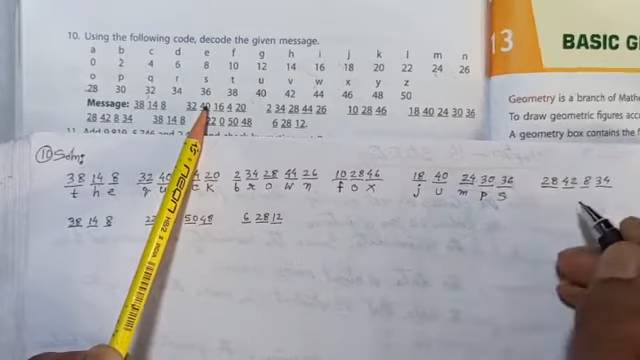 10. Using the following code, decode the given message.
a b c d e f g h i j k l m n
0 2 4 6 8 10 12 14 16 18 20 22 24 26
o p q r s t u v w x y z
28 30 32 34 36 38 40 42 44 46 48 50
Message: 38 14 8 32 40 16 4 20 2 34 28 44 26 10 28 46 18 40 24 30 36
28 42 8 34 38 14 8 22 0 50 48 6 28 12.
13
BASIC
Geometry is a branch of
To draw geometric
A geometry box contains the
10 Soln:
38 14 8 32 40 4 20 2 34 28 44 26 10 28 46 18 40 24 30 36 28 42 8 34
t h e q u c k b r o w n f o x j u m p s
38 14 8 50 48 6 28 12
neon